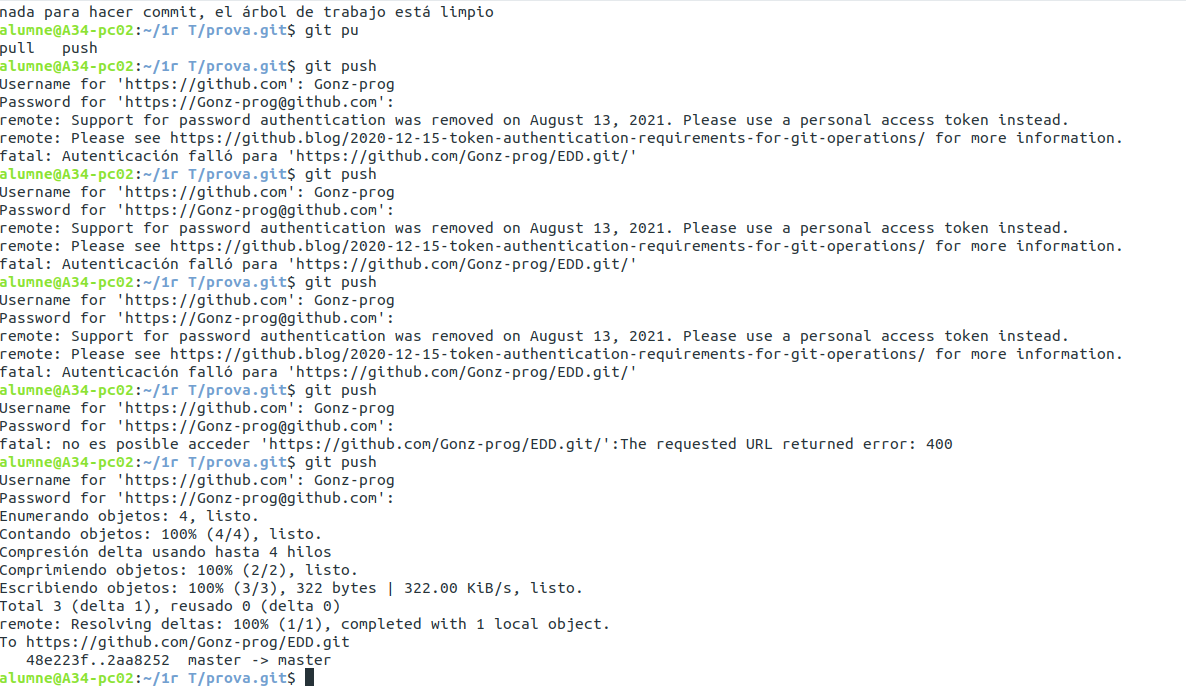 nada para hacer commit, el árbol de trabajo está limpio
alumne@A34-pc02:~/1r T/prova.git$ git pu
pull   push
alumne@A34-pc02:~/1r T/prova.git$ git push
Username for 'https://github.com': Gonz-prog
Password for 'https://Gonz-prog@github.com':
remote: Support for password authentication was removed on August 13, 2021. Please use a personal access token instead.
remote: Please see https://github.blog/2020-12-15-token-authentication-requirements-for-git-operations/ for more information.
fatal: Autenticación falló para 'https://github.com/Gonz-prog/EDD.git/'
alumne@A34-pc02:~/1r T/prova.git$ git push
Username for 'https://github.com': Gonz-prog
Password for 'https://Gonz-prog@github.com':
remote: Support for password authentication was removed on August 13, 2021. Please use a personal access token instead.
remote: Please see https://github.blog/2020-12-15-token-authentication-requirements-for-git-operations/ for more information.
fatal: Autenticación falló para 'https://github.com/Gonz-prog/EDD.git/'
alumne@A34-pc02:~/1r T/prova.git$ git push
Username for 'https://github.com': Gonz-prog
Password for 'https://Gonz-prog@github.com':
remote: Support for password authentication was removed on August 13, 2021. Please use a personal access token instead.
remote: Please see https://github.blog/2020-12-15-token-authentication-requirements-for-git-operations/ for more information.
fatal: Autenticación falló para 'https://github.com/Gonz-prog/EDD.git/'
alumne@A34-pc02:~/1r T/prova.git$ git push
Username for 'https://github.com': Gonz-prog
Password for 'https://Gonz-prog@github.com':
fatal: no es posible acceder 'https://github.com/Gonz-prog/EDD.git/':The requested URL returned error: 400
alumne@A34-pc02:~/1r T/prova.git$ git push
Username for 'https://github.com': Gonz-prog
Password for 'https://Gonz-prog@github.com':
Enumerando objetos: 4, listo.
Contando objetos: 100% (4/4), listo.
Compresión delta usando hasta 4 hilos
Comprimiendo objetos: 100% (2/2), listo.
Escribiendo objetos: 100% (3/3), 322 bytes | 322.00 KiB/s, listo.
Total 3 (delta 1), reusado 0 (delta 0)
remote: Resolving deltas: 100% (1/1), completed with 1 local object.
To https://github.com/Gonz-prog/EDD.git
   48e223f..2aa8252  master -> master
alumne@A34-pc02:~/1r T/prova.git$